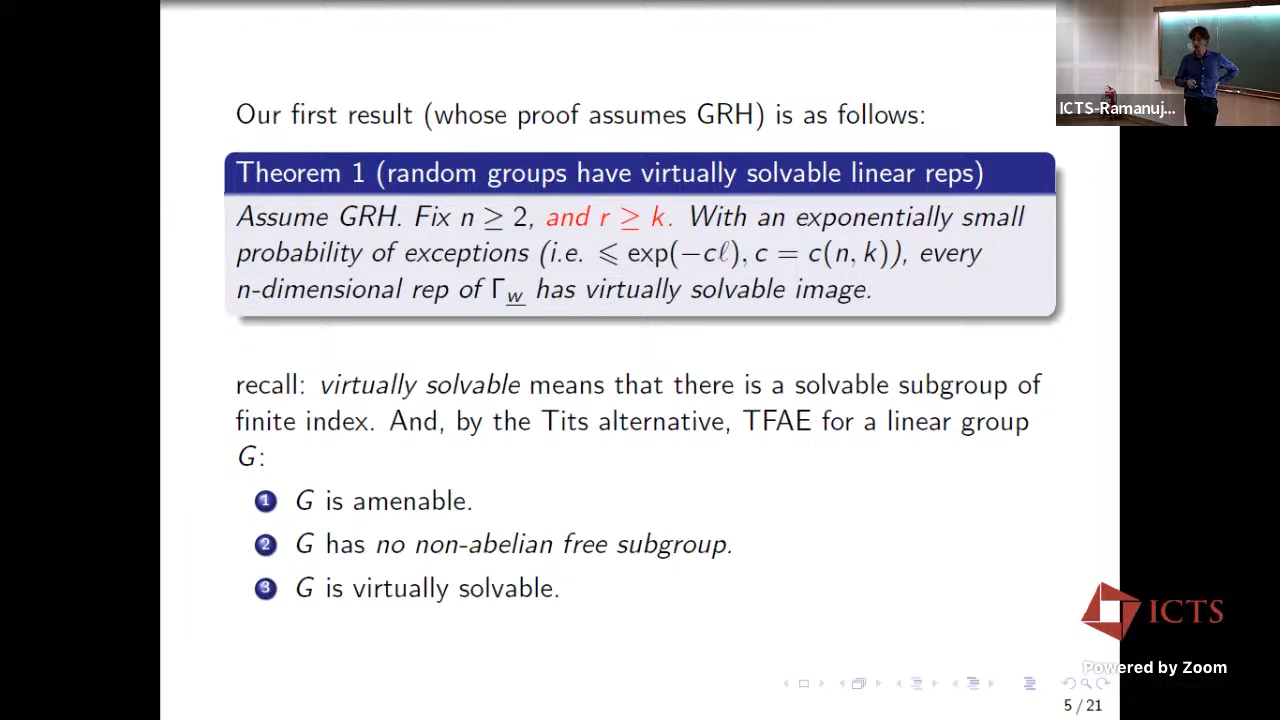 Our first result (whose proof assumes GRH) is as follows:
Theorem 1 (random groups have virtually solvable linear reps)
Assume GRH. Fix n ≥ 2, and r ≥ k. With an exponentially small
probability of exceptions (i.e. ⩽ exp(−cℓ), c = c(n, k)), every
n-dimensional rep of Γ_w has virtually solvable image.
recall: virtually solvable means that there is a solvable subgroup of
finite index. And, by the Tits alternative, TFAE for a linear group
G:
1 G is amenable.
2 G has no non-abelian free subgroup.
3 G is virtually solvable.
ICTS-Ramanuj...
ICTS
Powered by Zoom
5 / 21